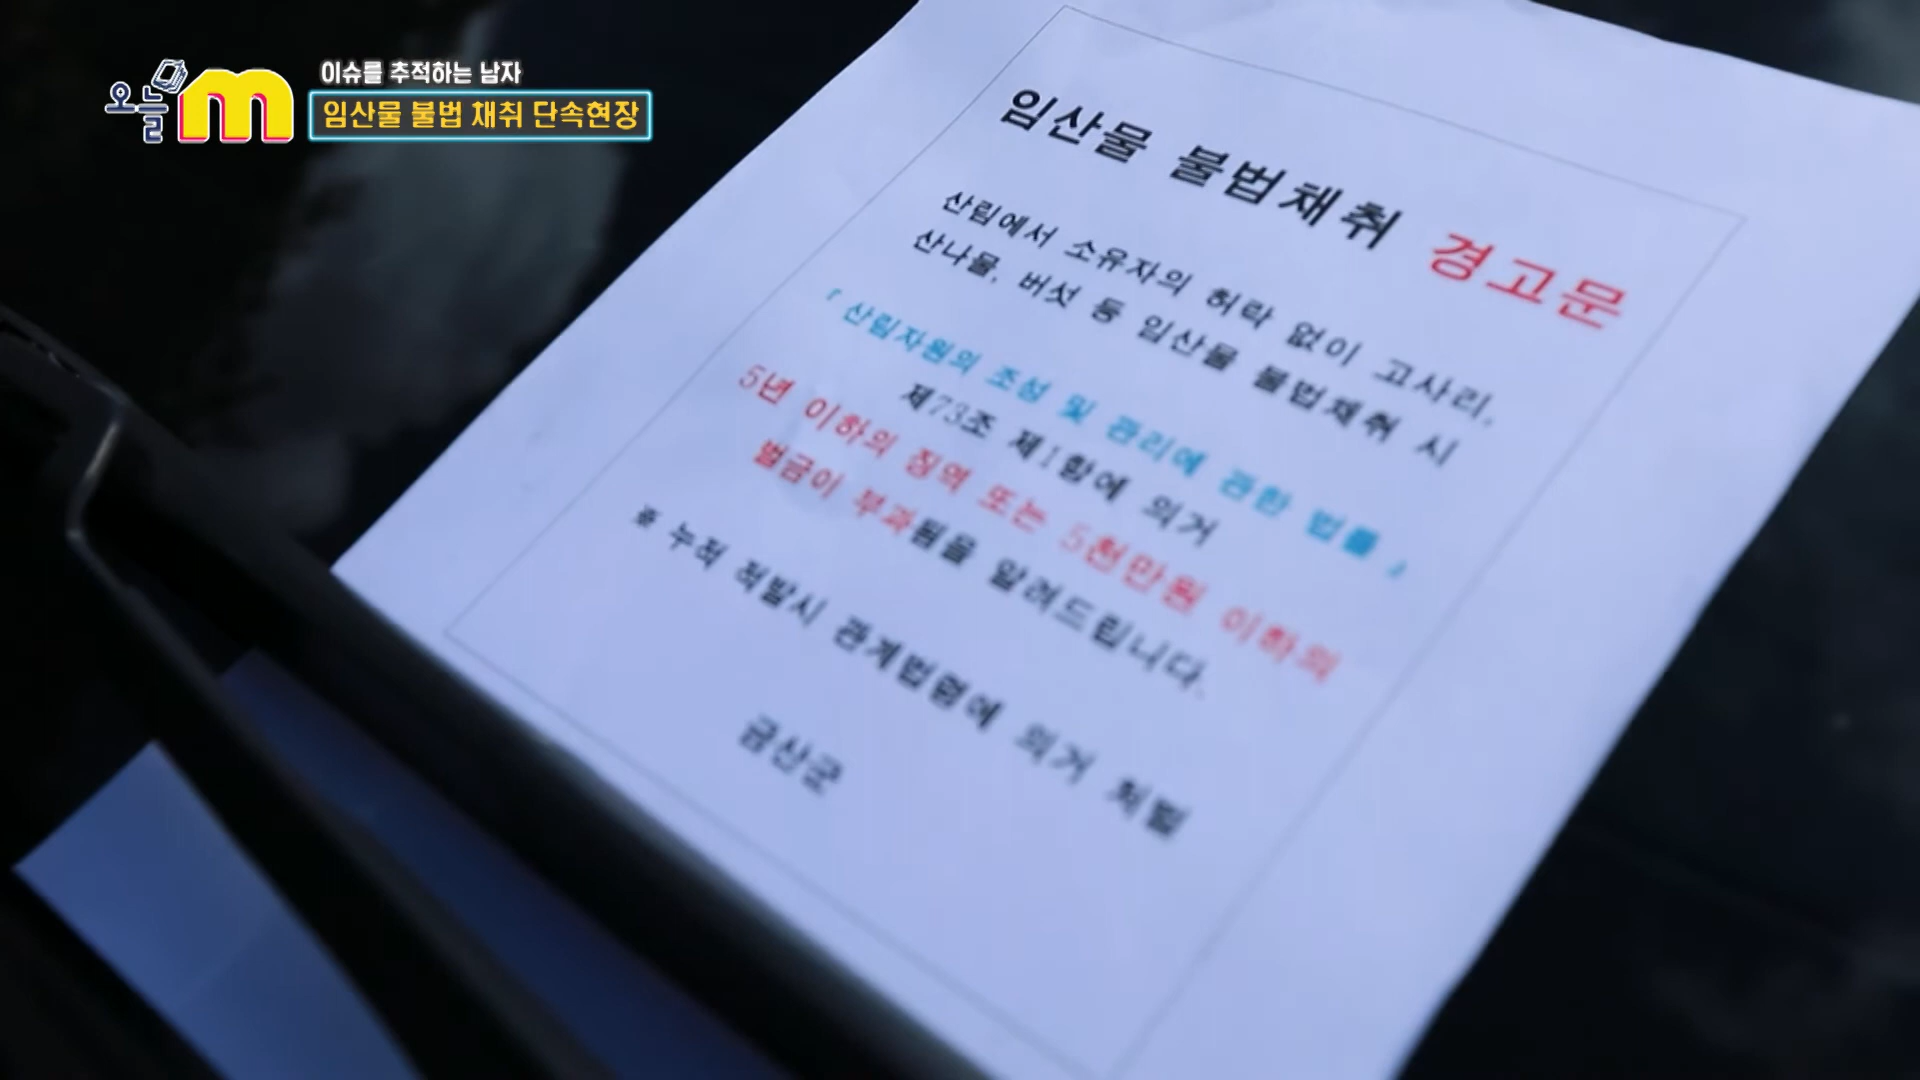 오늘 m
이슈를 추적하는 남자
임산물 불법 채취 단속현장
임산물 불법채취 경고문
산림에서 소유자의 허락 없이 고사리,
산나물, 버섯 등 임산물 불법채취 시
『산림자원의 조성 및 관리에 관한 법률』
제73조 제1항에 의거
5년 이하의 징역 또는 5천만원 이하의
벌금이 부과됨을 알려드립니다.
※ 누적 적발시 관계법령에 의거 처벌
금산군